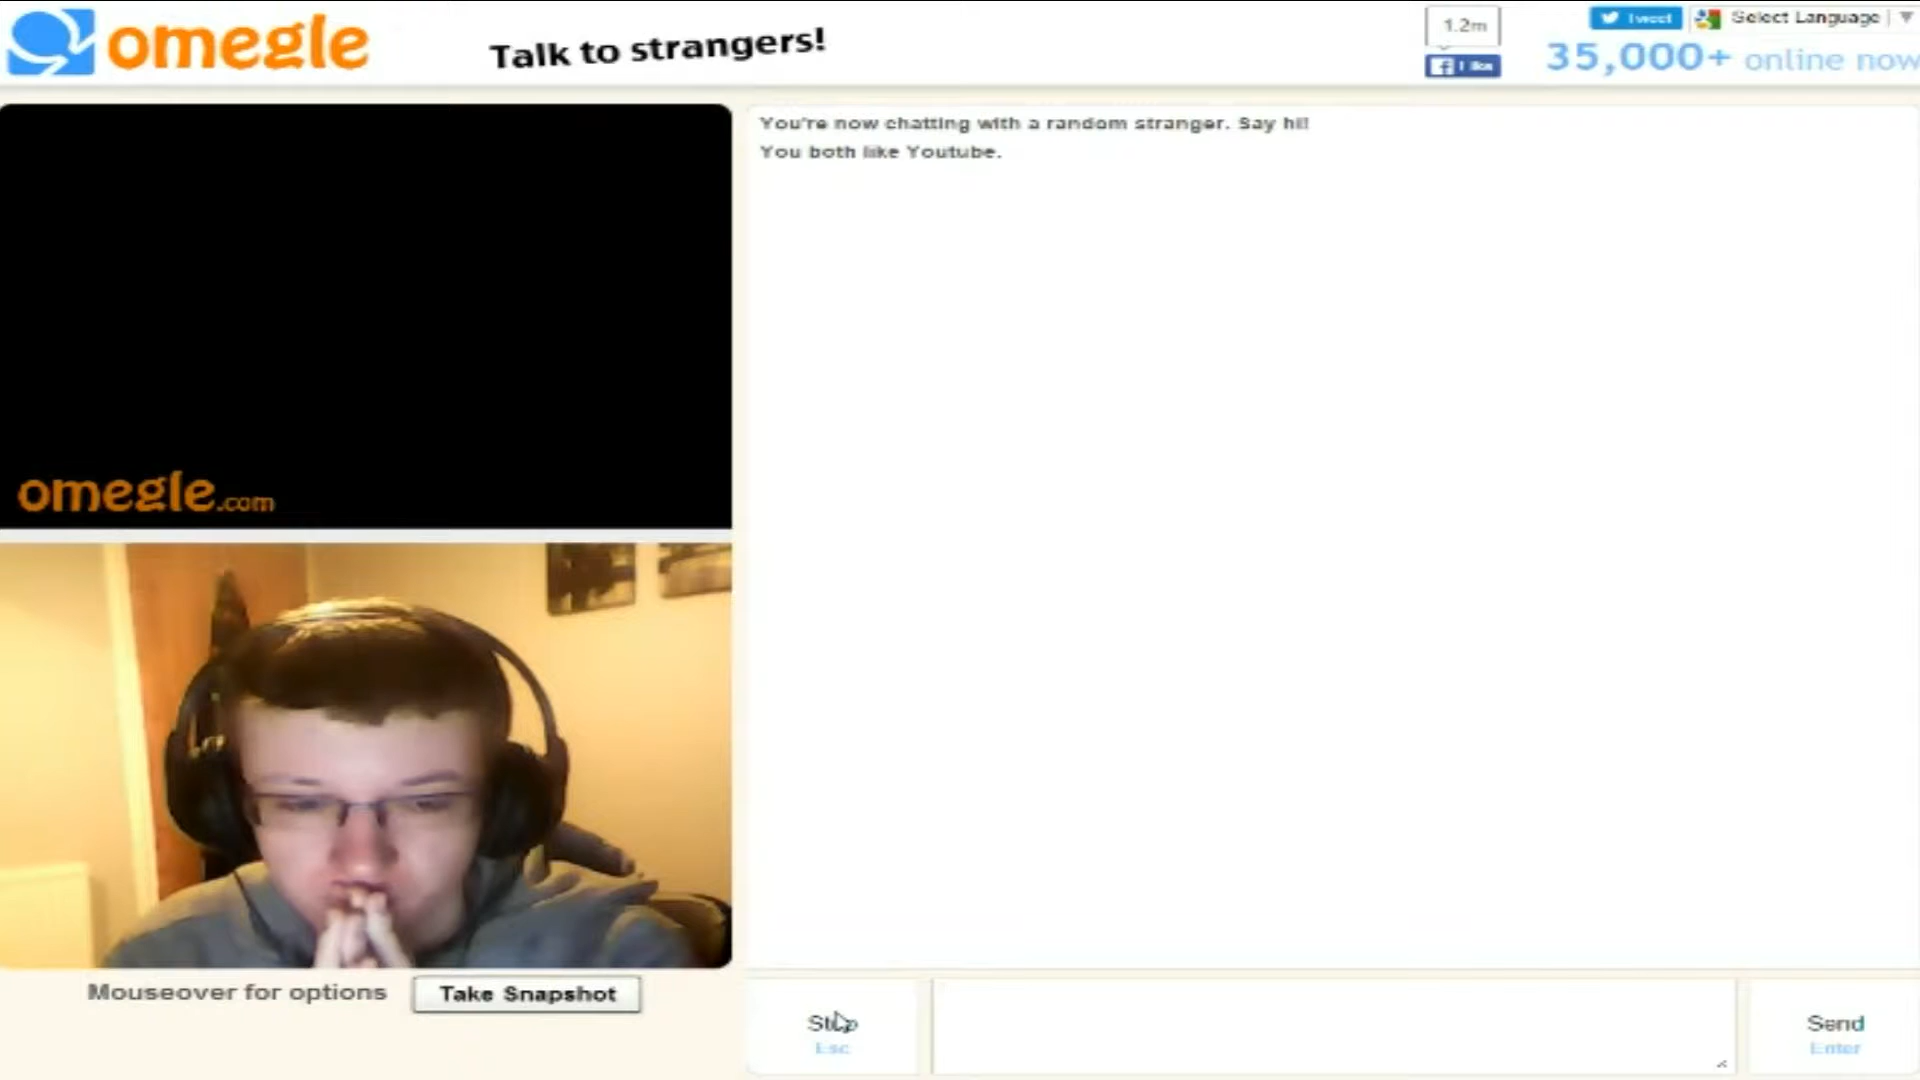 omegle
Talk to strangers!
1.2m
Tweet
Select Language
35,000+ online now
You're now chatting with a random stranger. Say hi!
You both like Youtube.
omegle.com
Mouseover for options
Take Snapshot
Stop
Esc
Send
Enter